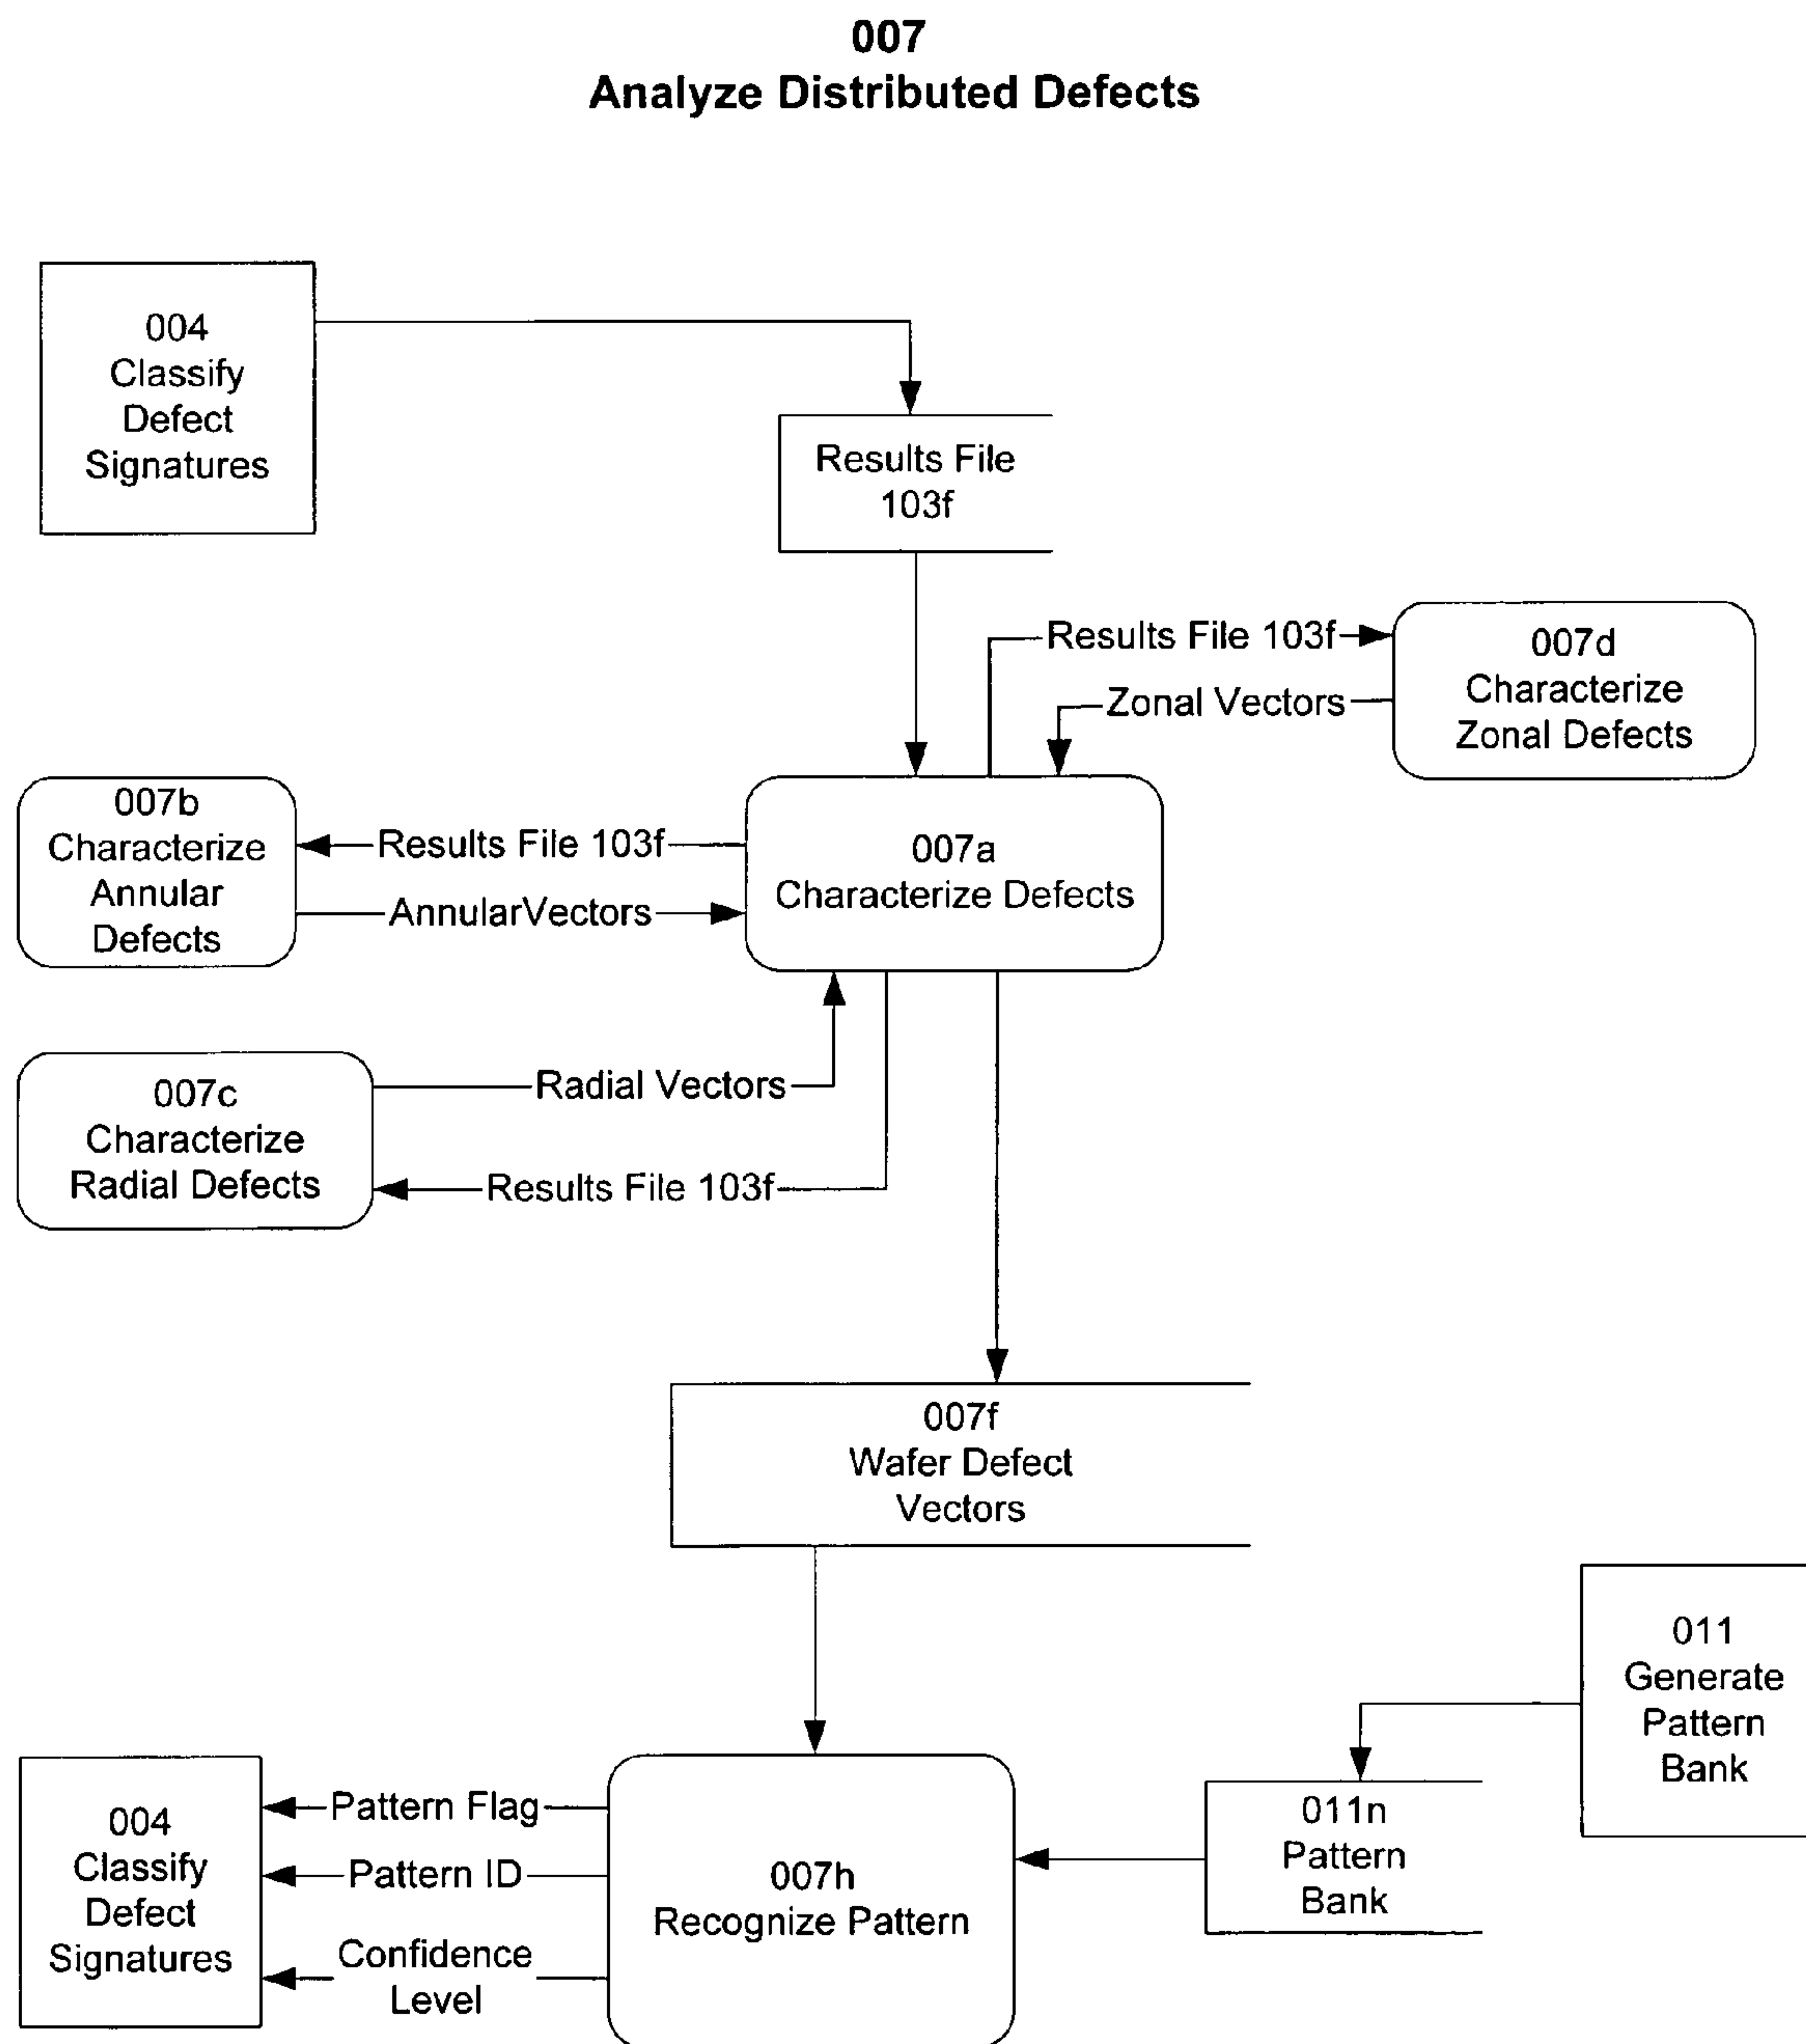 007
Analyze Distributed Defects
004
Classify
Defect
Signatures
Results File
103f
Results File 103f
Zonal Vectors
007d
Characterize
Zonal Defects
007b
Characterize
Annular
Defects
Results File 103f
AnnularVectors
007a
Characterize Defects
007c
Characterize
Radial Defects
Radial Vectors
Results File 103f
007f
Wafer Defect
Vectors
011
Generate
Pattern
Bank
011n
Pattern
Bank
004
Classify
Defect
Signatures
Pattern Flag
Pattern ID
Confidence
Level
007h
Recognize Pattern